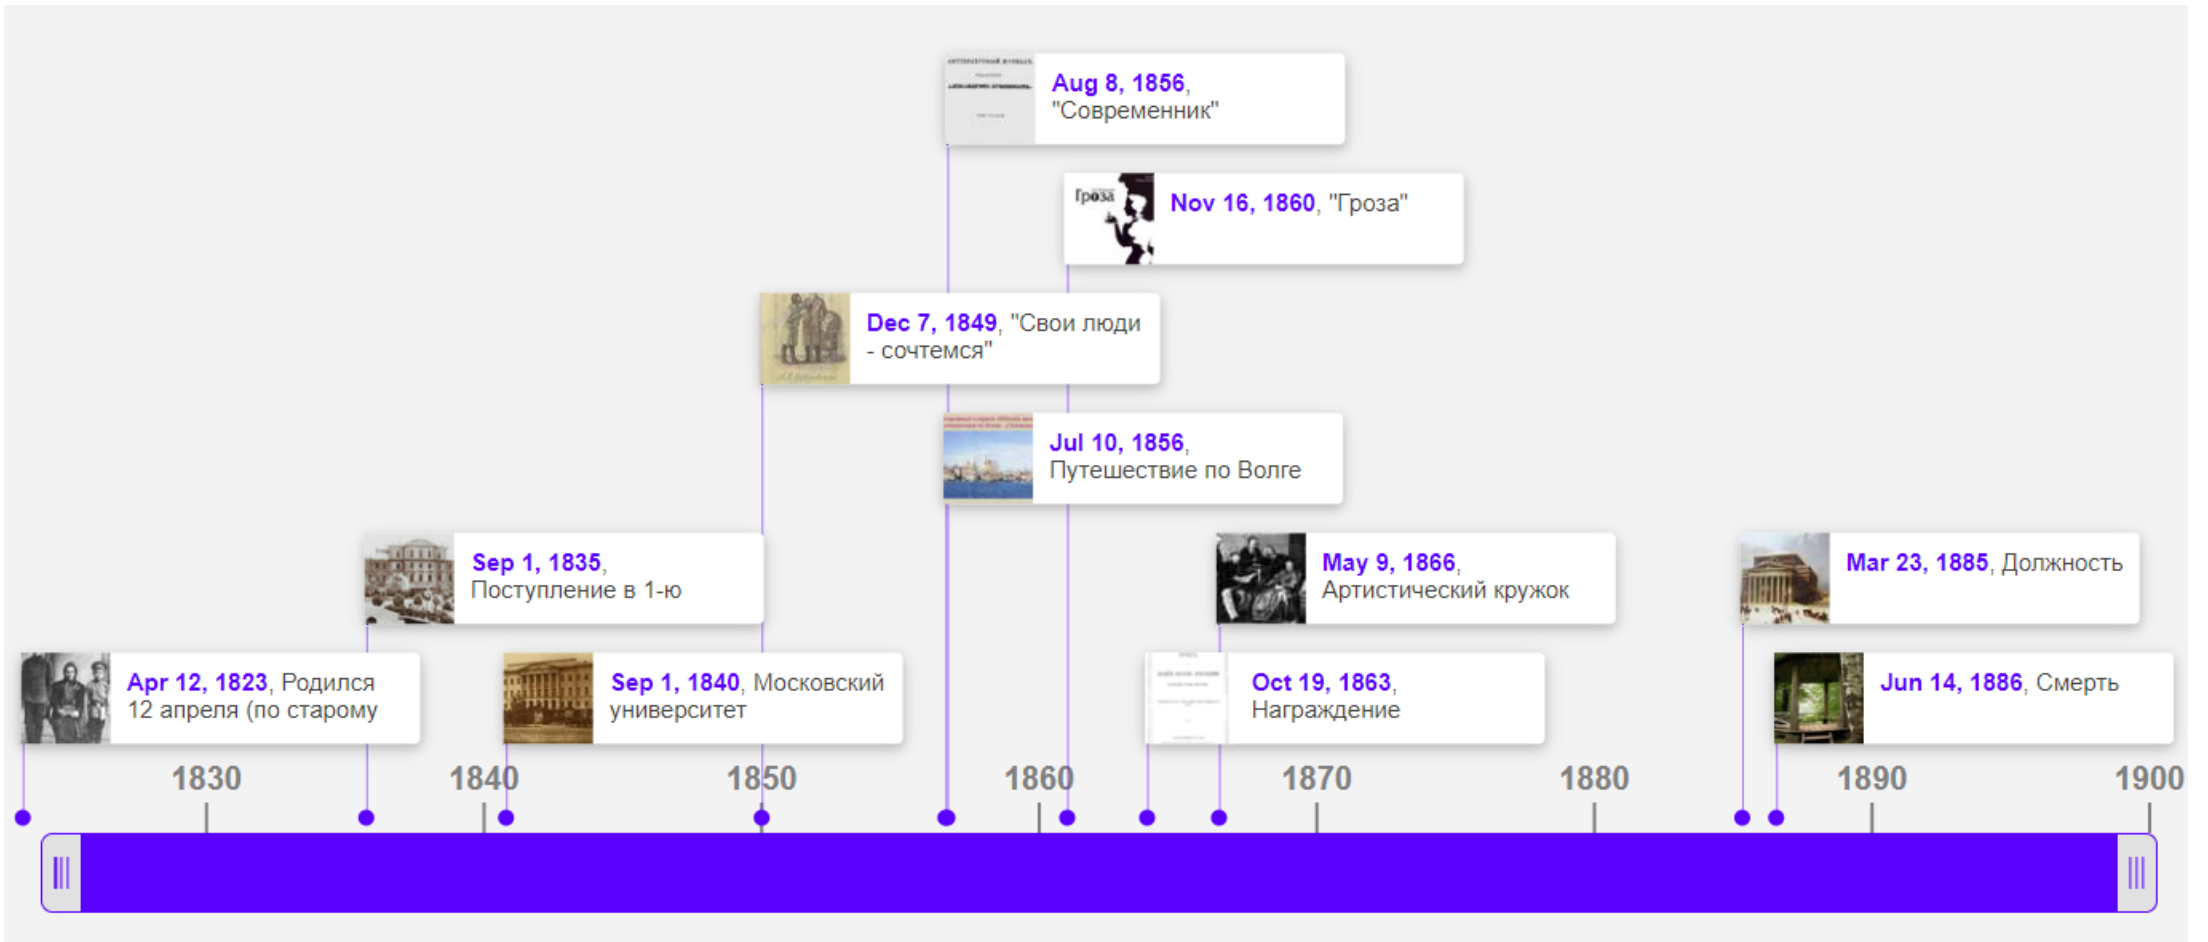 Aug 8, 1856,
"Современник"
Гроза
Nov 16, 1860, "Гроза"
Dec 7, 1849, "Свои люди
- сочтемся"
Jul 10, 1856,
Путешествие по Волге
Sep 1, 1835,
Поступление в 1-ю
May 9, 1866,
Артистический кружок
Mar 23, 1885, Должность
Apr 12, 1823, Родился
12 апреля (по старому
Sep 1, 1840, Московский
университет
Oct 19, 1863,
Награждение
Jun 14, 1886, Смерть
1830 1840 1850 1860 1870 1880 1890 1900